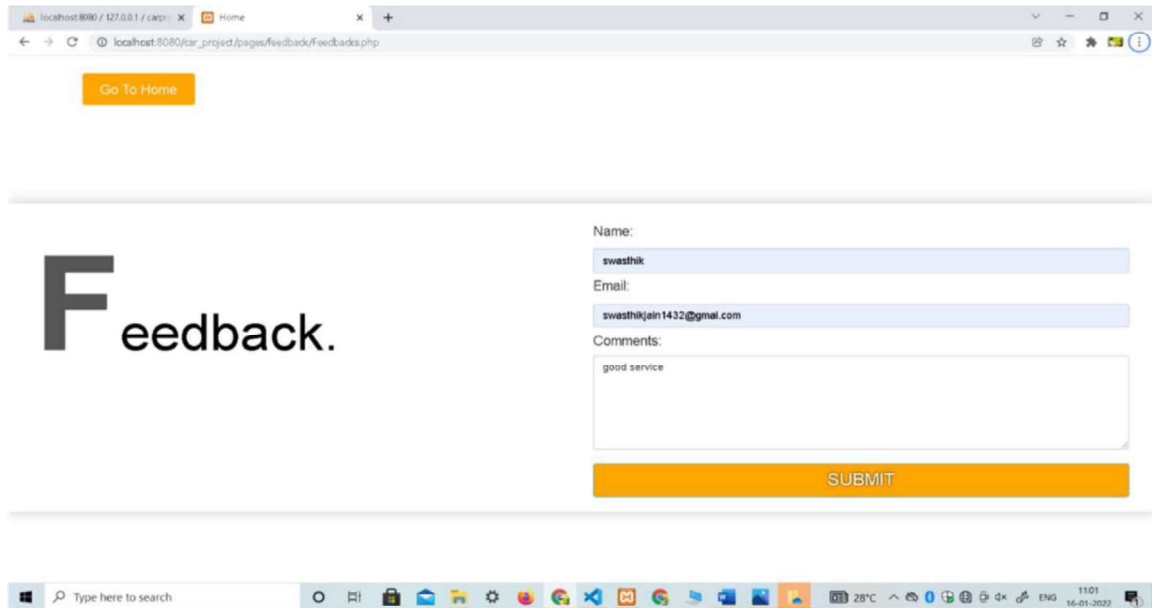 localhost:8080 / 127.0.0.1 / carpr
Home
localhost:8080/car_project/pages/feedback/Feedbacks.php
Go To Home
Feedback.
Name:
swasthik
Email:
swasthikjain1432@gmai.com
Comments:
good service
SUBMIT
Type here to search
28°C
ENG
11:01
16-01-2022